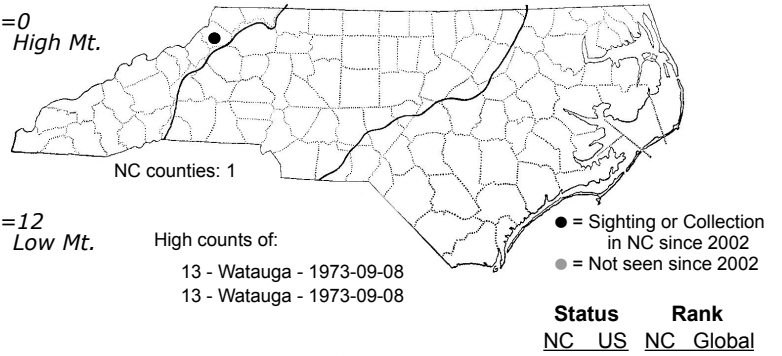 =0
High Mt.
NC counties: 1
=12
Low Mt.
High counts of:
13 - Watauga - 1973-09-08
13 - Watauga - 1973-09-08
● = Sighting or Collection
in NC since 2002
● = Not seen since 2002
Status Rank
NC US NC Global